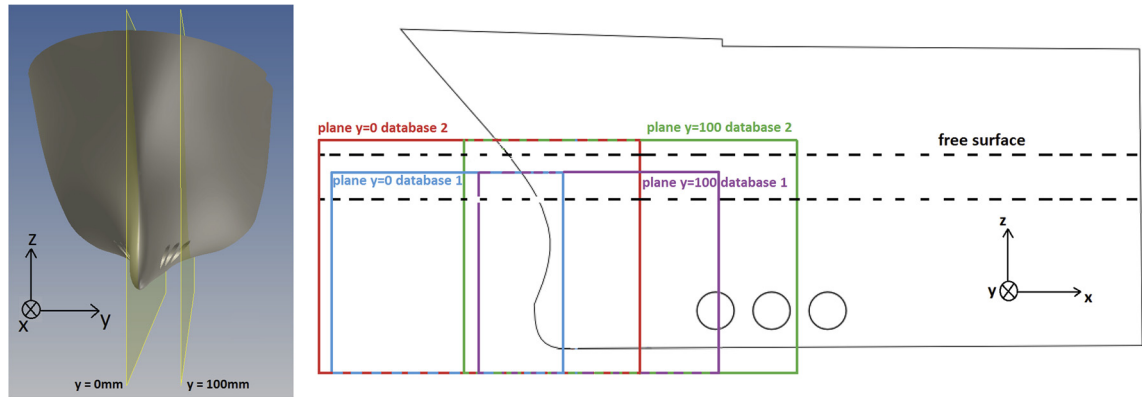 z
x
y
y = 0mm
y = 100mm
plane y=0 database 2
plane y=100 database 2
free surface
plane y=0 database 1
plane y=100 database 1
z
y
x